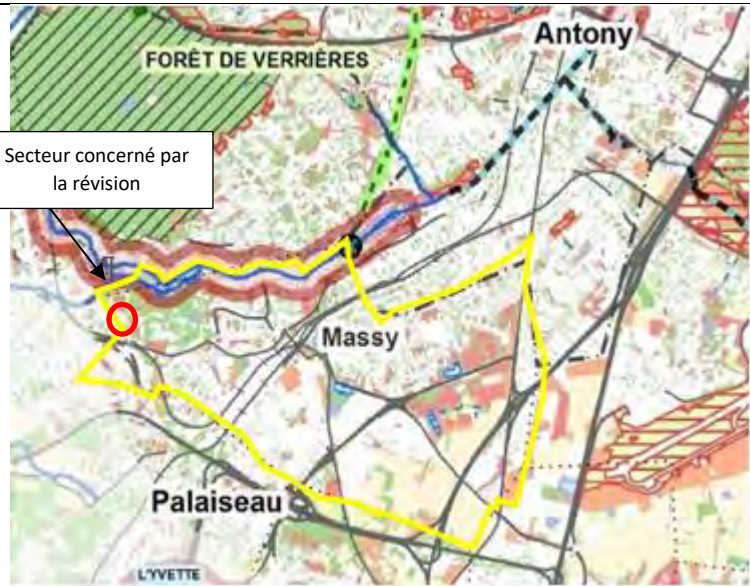 Antony
FORÊT DE VERRIÈRES
Secteur concerné par
la révision
Massy
Palaiseau
L'YVETTE